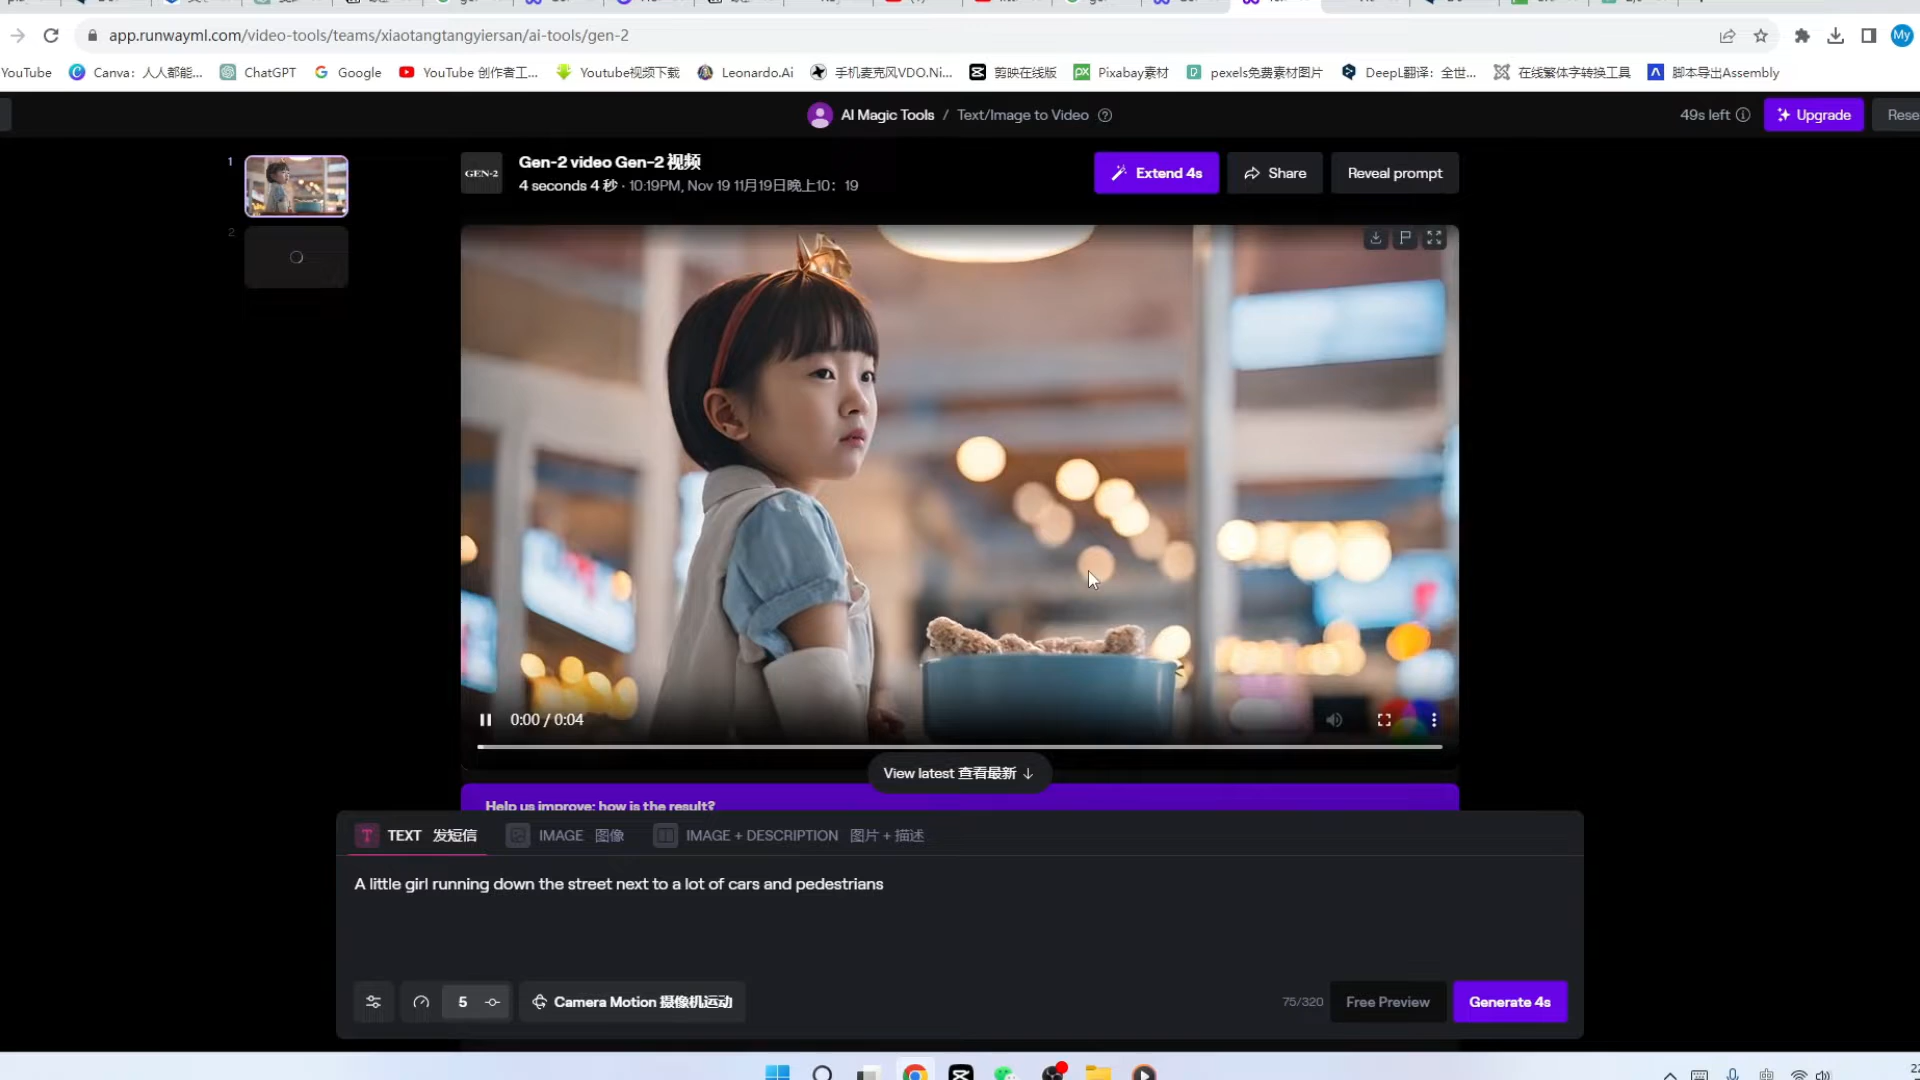 app.runwayml.com/video-tools/teams/xiaotangtangyiersan/ai-tools/gen-2
My
YouTube
Canva：人人都能...
ChatGPT
Google
YouTube 创作者工...
Youtube视频下载
Leonardo.Ai
手机麦克风VDO.Ni...
剪映在线版
Pixabay素材
pexels免费素材图片
DeepL翻译：全世...
在线繁体字转换工具
脚本导出Assembly
AI Magic Tools / Text/Image to Video
49s left
Upgrade
Rese
1
2
GEN-2
Gen-2 video Gen-2 视频
4 seconds 4 秒 · 10:19PM, Nov 19 11月19日晚上10：19
Extend 4s
Share
Reveal prompt
0:00 / 0:04
View latest 查看最新 ↓
Help us improve: how is the result?
TEXT 发短信
IMAGE 图像
IMAGE + DESCRIPTION 图片 + 描述
A little girl running down the street next to a lot of cars and pedestrians
5
Camera Motion 摄像机运动
75/320
Free Preview
Generate 4s